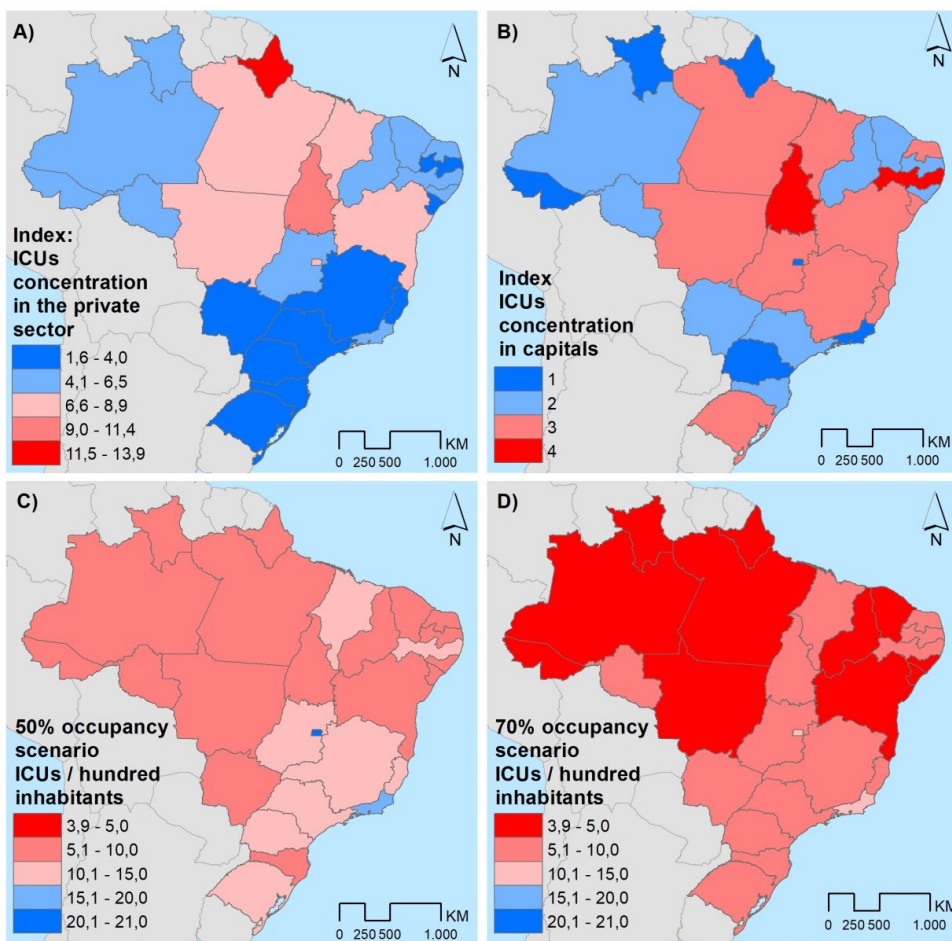 A)
N
Index:
ICUs
concentration
in the private
sector
1,6 - 4,0
4,1 - 6,5
6,6 - 8,9
9,0 - 11,4
11,5 - 13,9
KM
0 250 500 1.000
B)
N
Index
ICUs
concentration
in capitals
1
2
3
4
KM
0 250 500 1.000
C)
N
50% occupancy
scenario
ICUs / hundred
inhabitants
3,9 - 5,0
5,1 - 10,0
10,1 - 15,0
15,1 - 20,0
20,1 - 21,0
KM
0 250 500 1.000
D)
N
70% occupancy
scenario
ICUs / hundred
inhabitants
3,9 - 5,0
5,1 - 10,0
10,1 - 15,0
15,1 - 20,0
20,1 - 21,0
KM
0 250 500 1.000